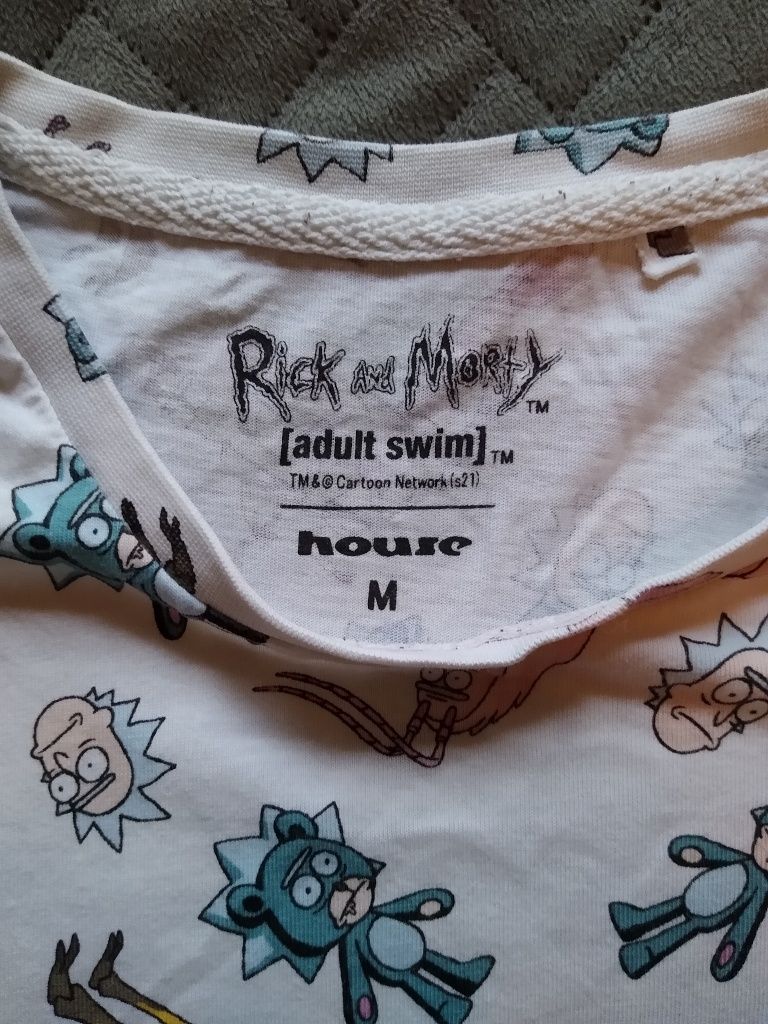 RICK AND MORTY™
[adult swim]™
TM & © Cartoon Network (s21)
house
M